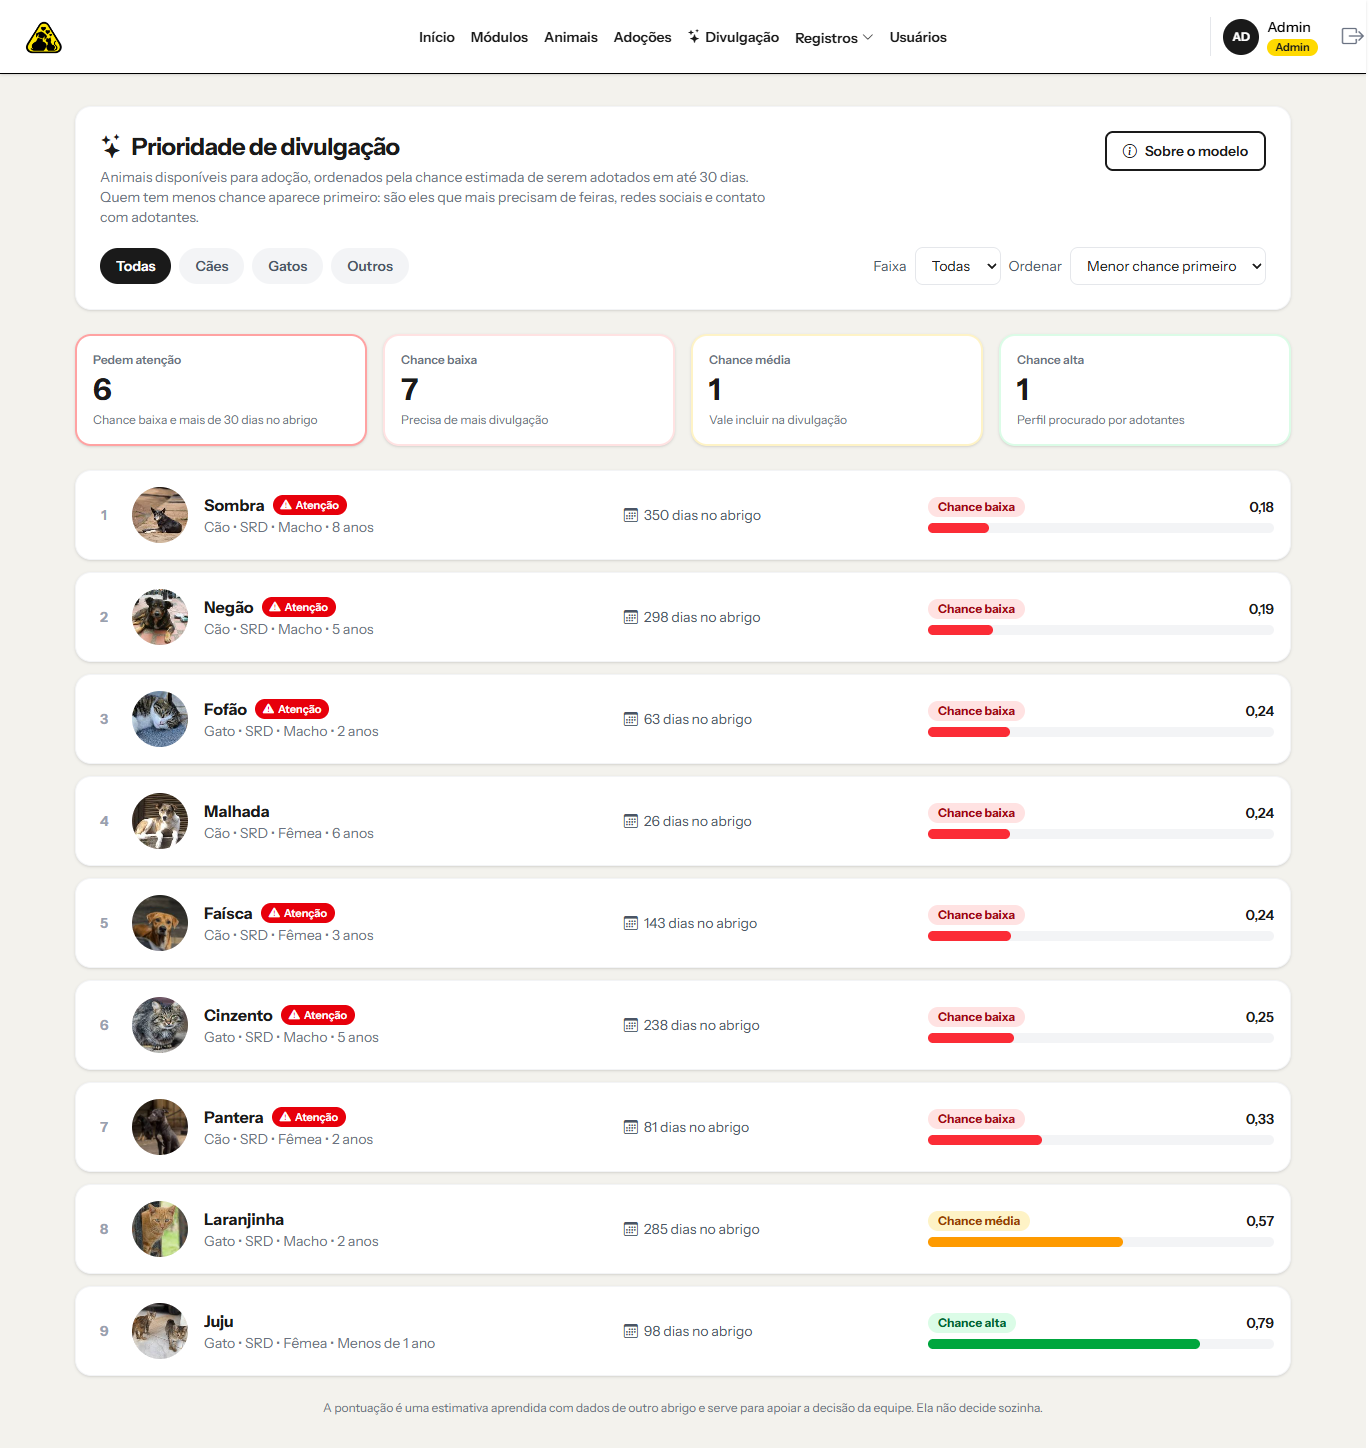 Início Módulos Animais Adoções Divulgação Registros Usuários
AD Admin
Admin
Prioridade de divulgação
Sobre o modelo
Animais disponíveis para adoção, ordenados pela chance estimada de serem adotados em até 30 dias.
Quem tem menos chance aparece primeiro: são eles que mais precisam de feiras, redes sociais e contato
com adotantes.
Todas Cães Gatos Outros Faixa Todas Ordenar Menor chance primeiro
Pedem atenção
6
Chance baixa e mais de 30 dias no abrigo
Chance baixa
7
Precisa de mais divulgação
Chance média
1
Vale incluir na divulgação
Chance alta
1
Perfil procurado por adotantes
1
Sombra Atenção
Cão • SRD • Macho • 8 anos
350 dias no abrigo
Chance baixa 0,18
2
Negão Atenção
Cão • SRD • Macho • 5 anos
298 dias no abrigo
Chance baixa 0,19
3
Fofão Atenção
Gato • SRD • Macho • 2 anos
63 dias no abrigo
Chance baixa 0,24
4
Malhada
Cão • SRD • Fêmea • 6 anos
26 dias no abrigo
Chance baixa 0,24
5
Faísca Atenção
Cão • SRD • Fêmea • 3 anos
143 dias no abrigo
Chance baixa 0,24
6
Cinzento Atenção
Gato • SRD • Macho • 5 anos
238 dias no abrigo
Chance baixa 0,25
7
Pantera Atenção
Cão • SRD • Fêmea • 2 anos
81 dias no abrigo
Chance baixa 0,33
8
Laranjinha
Gato • SRD • Macho • 2 anos
285 dias no abrigo
Chance média 0,57
9
Juju
Gato • SRD • Fêmea • Menos de 1 ano
98 dias no abrigo
Chance alta 0,79
A pontuação é uma estimativa aprendida com dados de outro abrigo e serve para apoiar a decisão da equipe. Ela não decide sozinha.